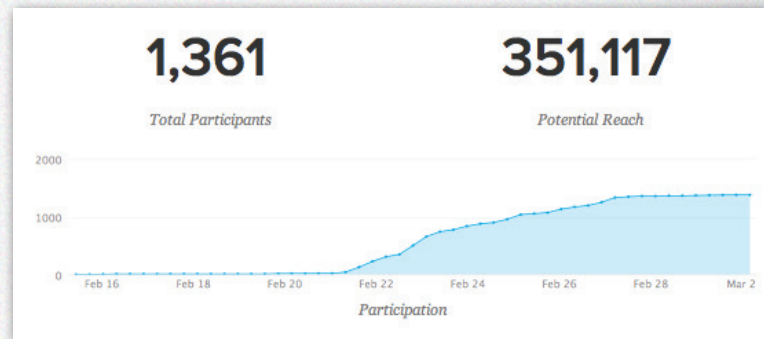 1,361 351,117
Total Participants Potential Reach
2000
1000
0
Feb 16 Feb 18 Feb 20 Feb 22 Feb 24 Feb 26 Feb 28 Mar 2
Participation